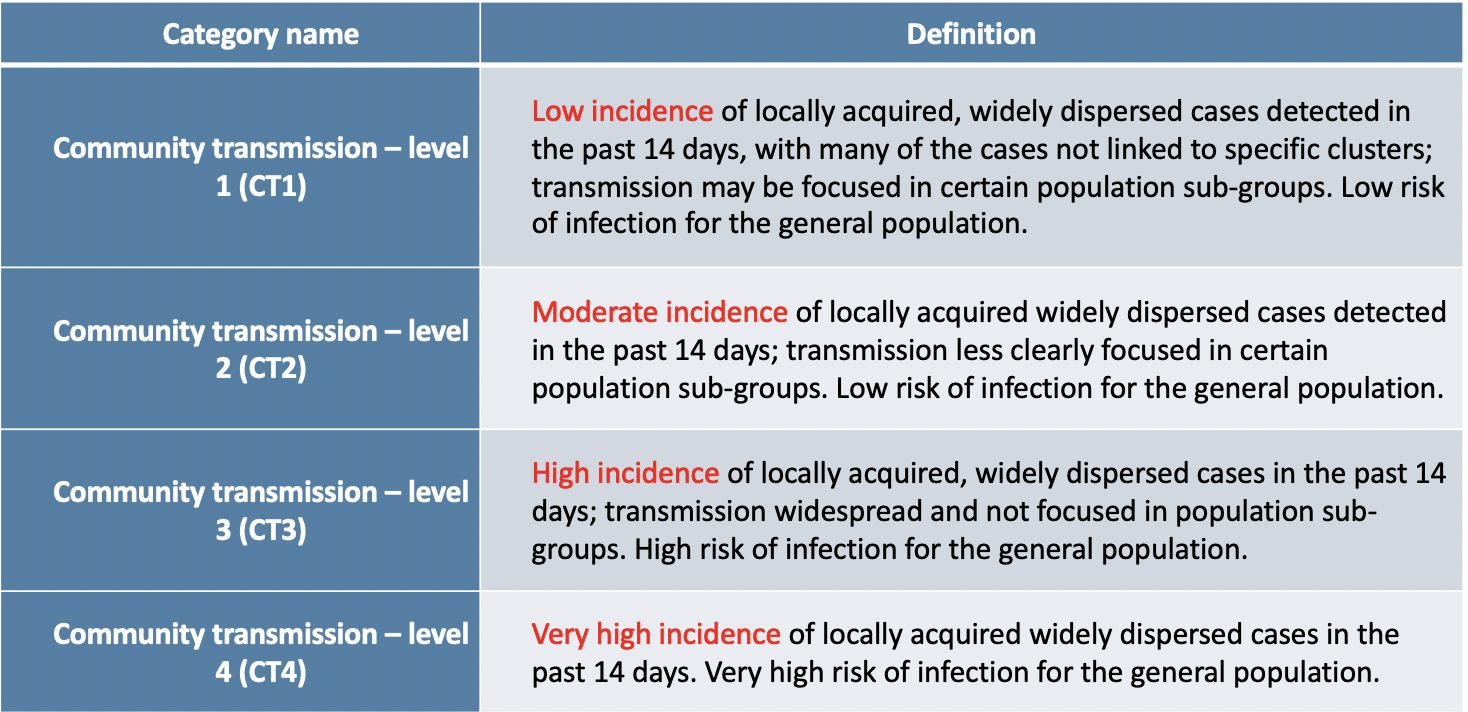 Category name
Definition
Community transmission – level
1 (CT1)
Low incidence of locally acquired, widely dispersed cases detected in
the past 14 days, with many of the cases not linked to specific clusters;
transmission may be focused in certain population sub-groups. Low risk
of infection for the general population.
Community transmission – level
2 (CT2)
Moderate incidence of locally acquired widely dispersed cases detected
in the past 14 days; transmission less clearly focused in certain
population sub-groups. Low risk of infection for the general population.
Community transmission – level
3 (CT3)
High incidence of locally acquired, widely dispersed cases in the past 14
days; transmission widespread and not focused in population sub-
groups. High risk of infection for the general population.
Community transmission – level
4 (CT4)
Very high incidence of locally acquired widely dispersed cases in the
past 14 days. Very high risk of infection for the general population.